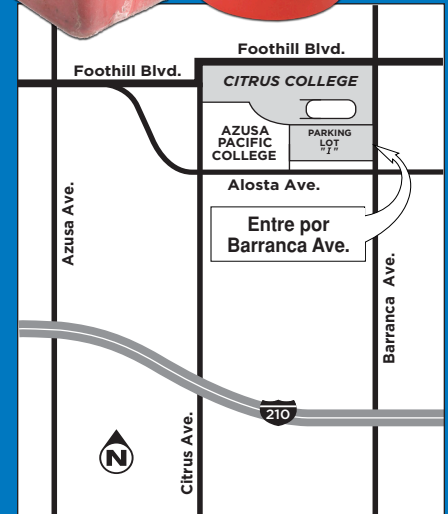 Foothill Blvd.
Foothill Blvd.
CITRUS COLLEGE
AZUSA
PACIFIC
COLLEGE
PARKING
LOT
"I"
Alosta Ave.
Entre por
Barranca Ave.
Azusa Ave.
Barranca Ave.
210
Citrus Ave.
N